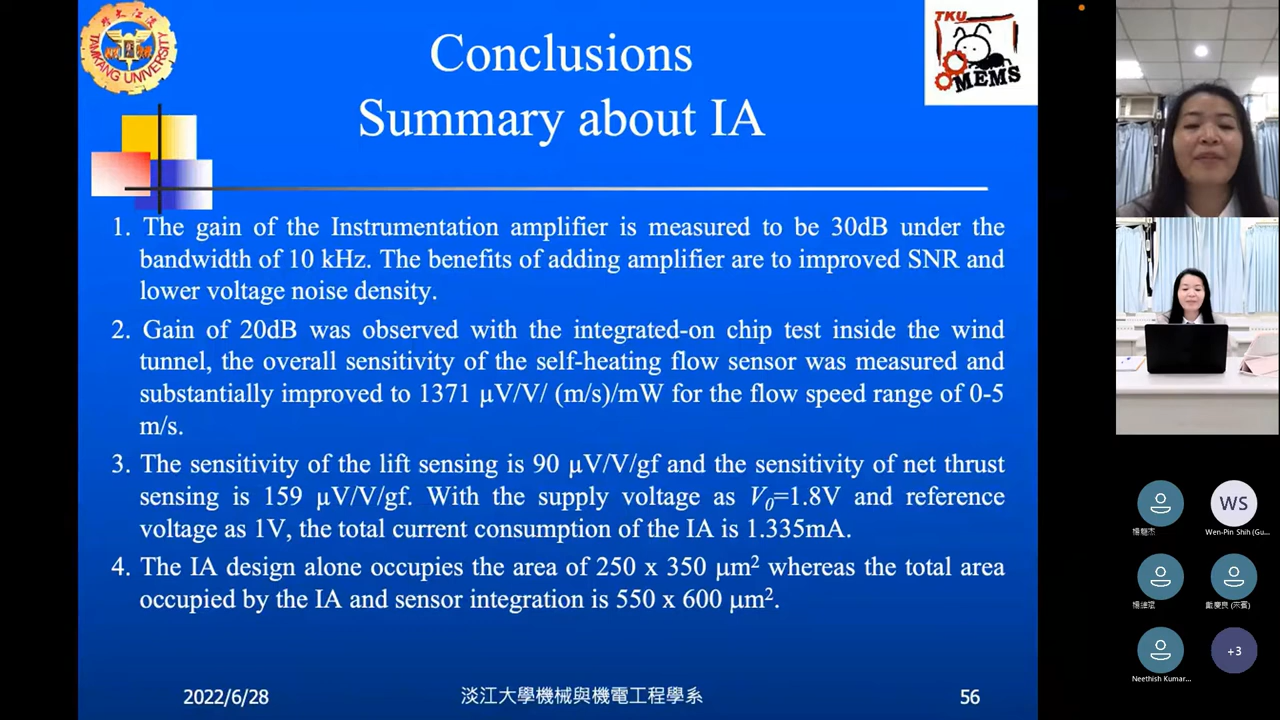 TAMKANG UNIVERSITY
TKU
MEMS
Conclusions
Summary about IA
1. The gain of the Instrumentation amplifier is measured to be 30dB under the
bandwidth of 10 kHz. The benefits of adding amplifier are to improved SNR and
lower voltage noise density.
2. Gain of 20dB was observed with the integrated-on chip test inside the wind
tunnel, the overall sensitivity of the self-heating flow sensor was measured and
substantially improved to 1371 µV/V/ (m/s)/mW for the flow speed range of 0-5
m/s.
3. The sensitivity of the lift sensing is 90 µV/V/gf and the sensitivity of net thrust
sensing is 159 µV/V/gf. With the supply voltage as V₀=1.8V and reference
voltage as 1V, the total current consumption of the IA is 1.335mA.
4. The IA design alone occupies the area of 250 x 350 µm² whereas the total area
occupied by the IA and sensor integration is 550 x 600 µm².
2022/6/28
淡江大學機械與機電工程學系
56
WS
Wen-Pin Shih (Gu...
Neethish Kumar...
+3